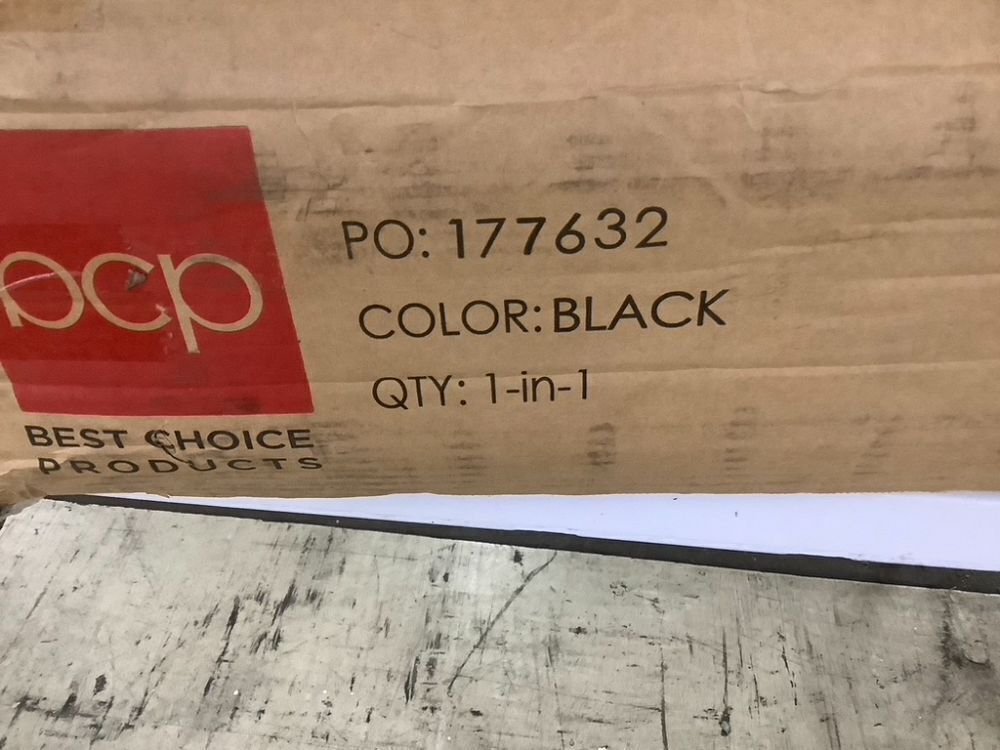 bcp
PO: 177632
COLOR: BLACK
QTY: 1-in-1
BEST CHOICE
PRODUCTS